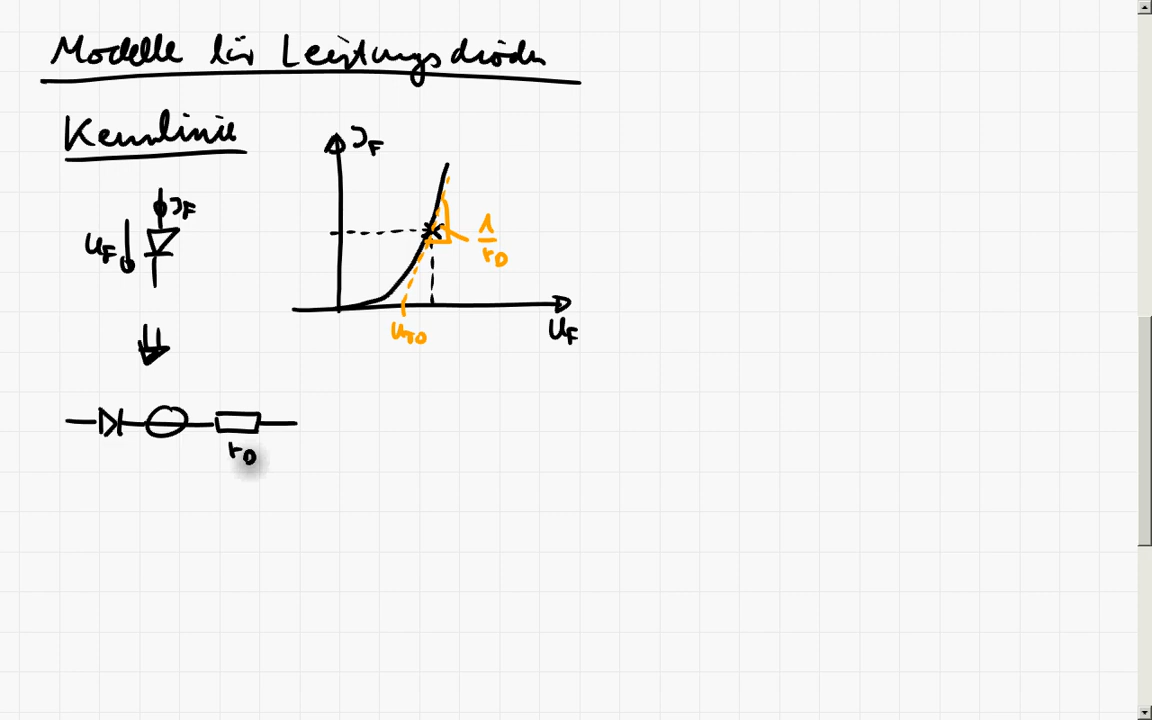 Modelle für Leistungsdioden
Kennlinie
I_F
I_F
U_F
1/r_D
U_T0
U_F
r_D